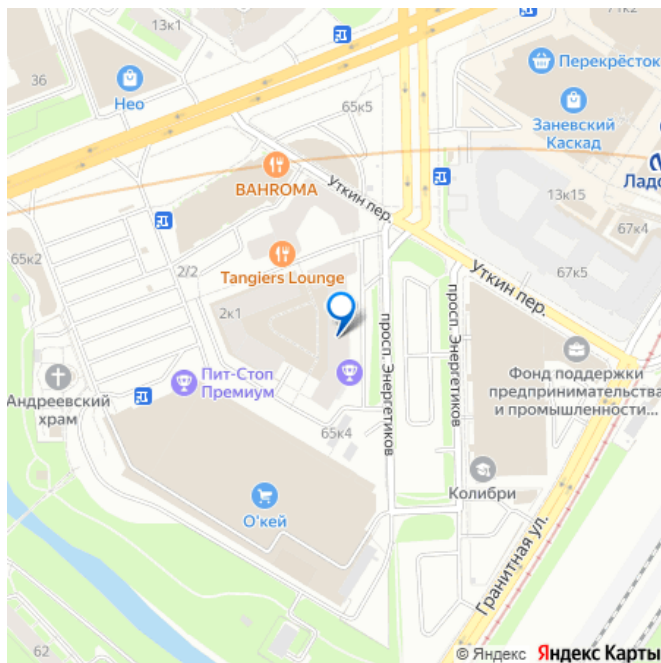 71к2
13к1
36
Нео
Перекрёсток
65к5
Заневский
Каскад
BAHROMA
Уткин пер.
13к15
67к4
65к2
2/2
Tangiers Lounge
Уткин пер.
67к5
2к1
просп. Энергетиков
просп. Энергетиков
Пит-Стоп
Премиум
Фонд поддержки
предпринимательства
и промышленности...
Андреевский
храм
65к4
Колибри
О'кей
Гранитная ул.
62
© Яндекс Яндекс Карты